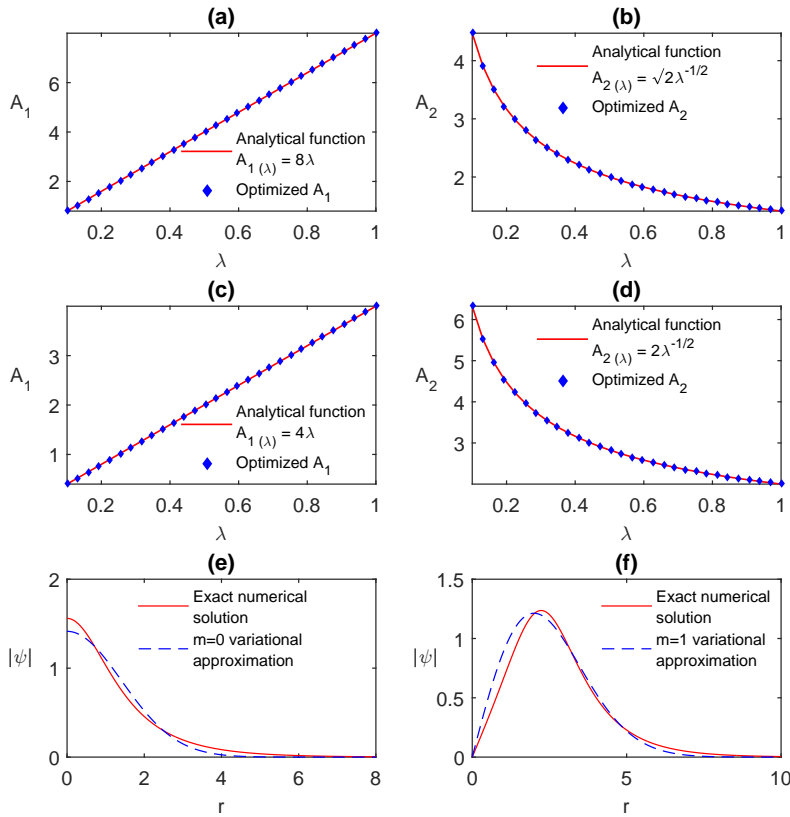 (a)
A1
6
4
2
0.2 0.4 0.6 0.8 1
λ
Analytical function
A1 (λ) = 8λ
Optimized A1
(b)
A2
4
3
2
0.2 0.4 0.6 0.8 1
λ
Analytical function
A2 (λ) = √2λ-1/2
Optimized A2
(c)
A1
3
2
1
0.2 0.4 0.6 0.8 1
λ
Analytical function
A1 (λ) = 4λ
Optimized A1
(d)
A2
6
5
4
3
0.2 0.4 0.6 0.8 1
λ
Analytical function
A2 (λ) = 2λ-1/2
Optimized A2
(e)
|ψ|
2
1
0
0 2 4 6 8
r
Exact numerical
solution
m=0 variational
approximation
(f)
|ψ|
1.5
1
0.5
0
0 5 10
r
Exact numerical
solution
m=1 variational
approximation